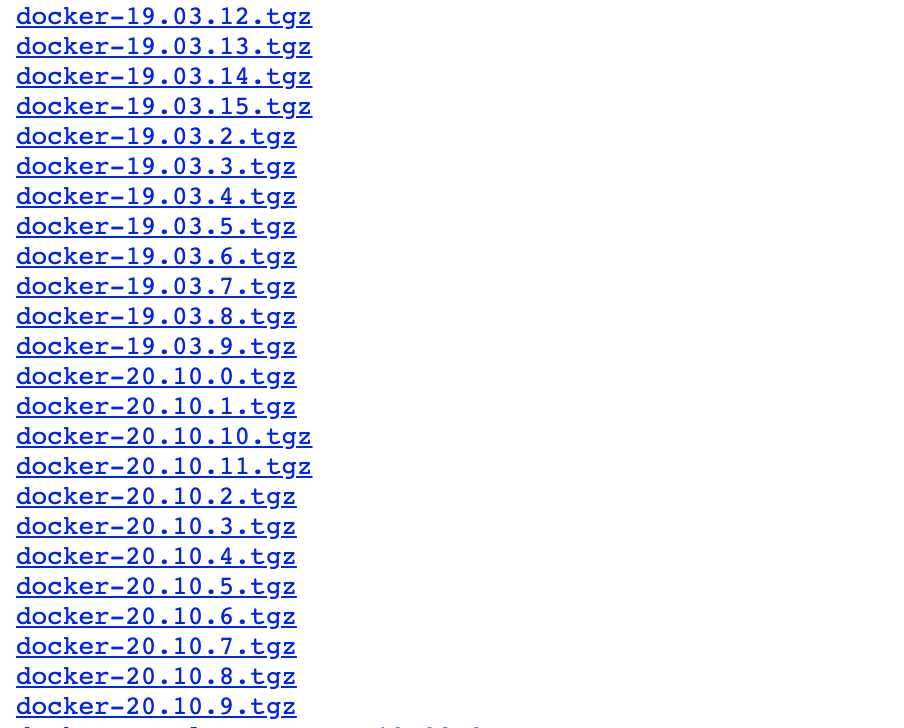 docker-19.03.12.tgz
docker-19.03.13.tgz
docker-19.03.14.tgz
docker-19.03.15.tgz
docker-19.03.2.tgz
docker-19.03.3.tgz
docker-19.03.4.tgz
docker-19.03.5.tgz
docker-19.03.6.tgz
docker-19.03.7.tgz
docker-19.03.8.tgz
docker-19.03.9.tgz
docker-20.10.0.tgz
docker-20.10.1.tgz
docker-20.10.10.tgz
docker-20.10.11.tgz
docker-20.10.2.tgz
docker-20.10.3.tgz
docker-20.10.4.tgz
docker-20.10.5.tgz
docker-20.10.6.tgz
docker-20.10.7.tgz
docker-20.10.8.tgz
docker-20.10.9.tgz